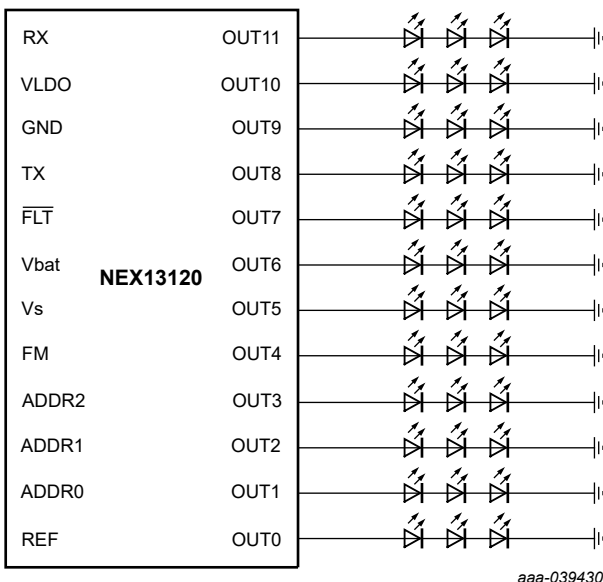 RX OUT11
VLDO OUT10
GND OUT9
TX OUT8
FLT OUT7
Vbat OUT6
NEX13120
Vs OUT5
FM OUT4
ADDR2 OUT3
ADDR1 OUT2
ADDR0 OUT1
REF OUT0
aaa-039430